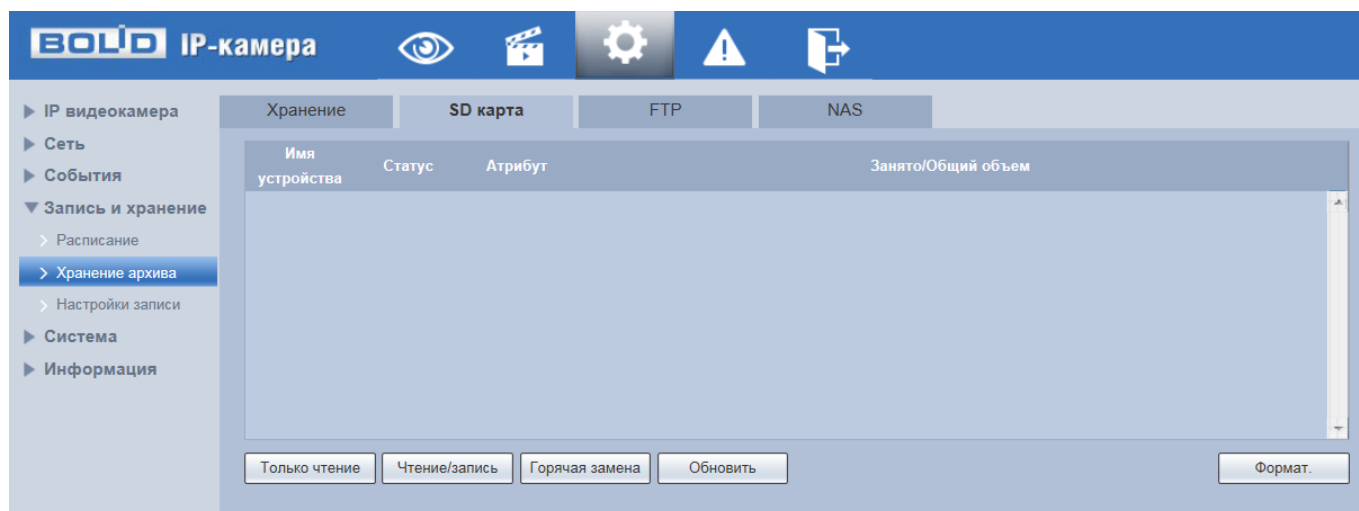 BOLID IP-камера
IP видеокамера
Сеть
События
Запись и хранение
Расписание
Хранение архива
Настройки записи
Система
Информация
Хранение SD карта FTP NAS
Имя устройства Статус Атрибут Занято/Общий объем
Только чтение Чтение/запись Горячая замена Обновить Формат.